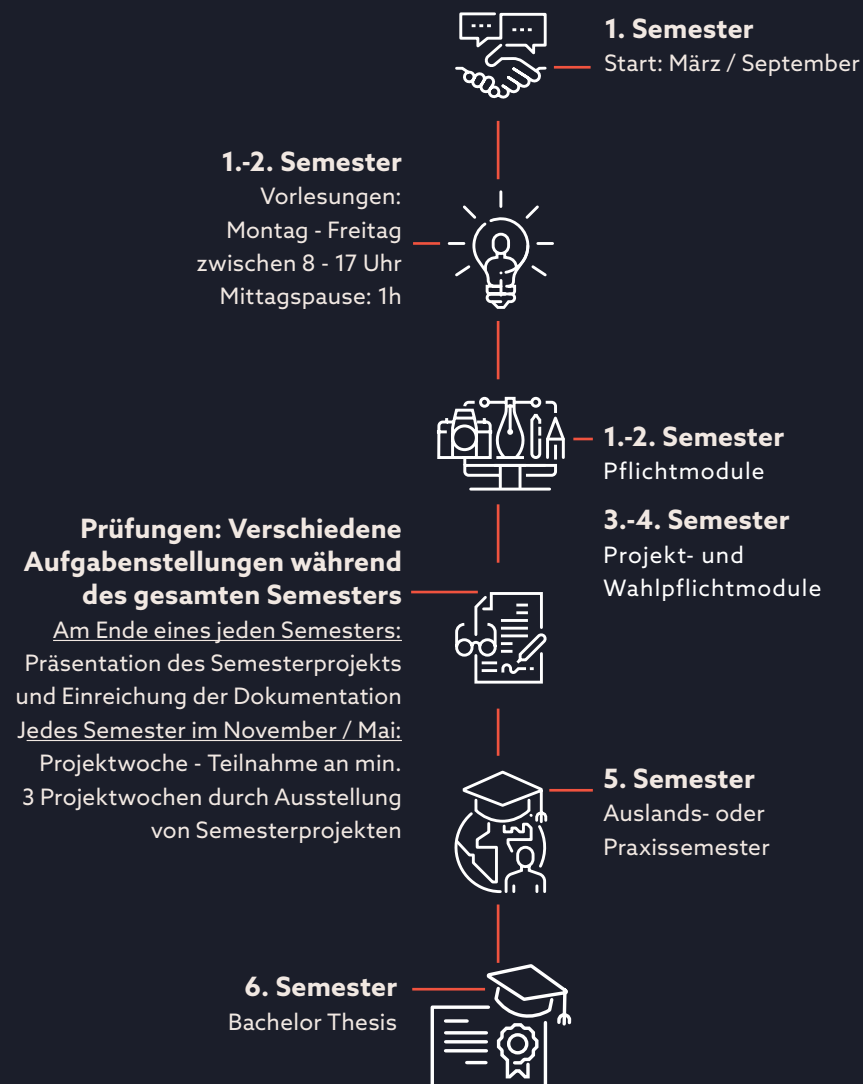 1. Semester
Start: März / September
1.-2. Semester
Vorlesungen:
Montag - Freitag
zwischen 8 - 17 Uhr
Mittagspause: 1h
1.-2. Semester
Pflichtmodule
3.-4. Semester
Projekt- und
Wahlpflichtmodule
Prüfungen: Verschiedene
Aufgabenstellungen während
des gesamten Semesters
Am Ende eines jeden Semesters:
Präsentation des Semesterprojekts
und Einreichung der Dokumentation
Jedes Semester im November / Mai:
Projektwoche - Teilnahme an min.
3 Projektwochen durch Ausstellung
von Semesterprojekten
5. Semester
Auslands- oder
Praxissemester
6. Semester
Bachelor Thesis